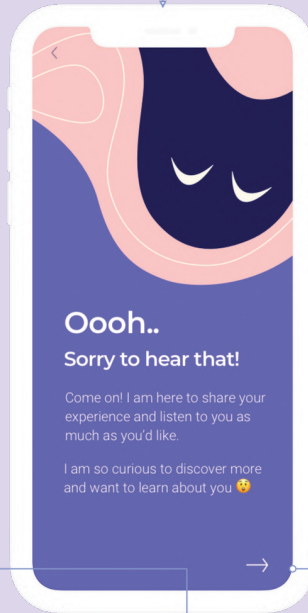 Oooh..
Sorry to hear that!
Come on! I am here to share your
experience and listen to you as
much as you'd like.
I am so curious to discover more
and want to learn about you 😲